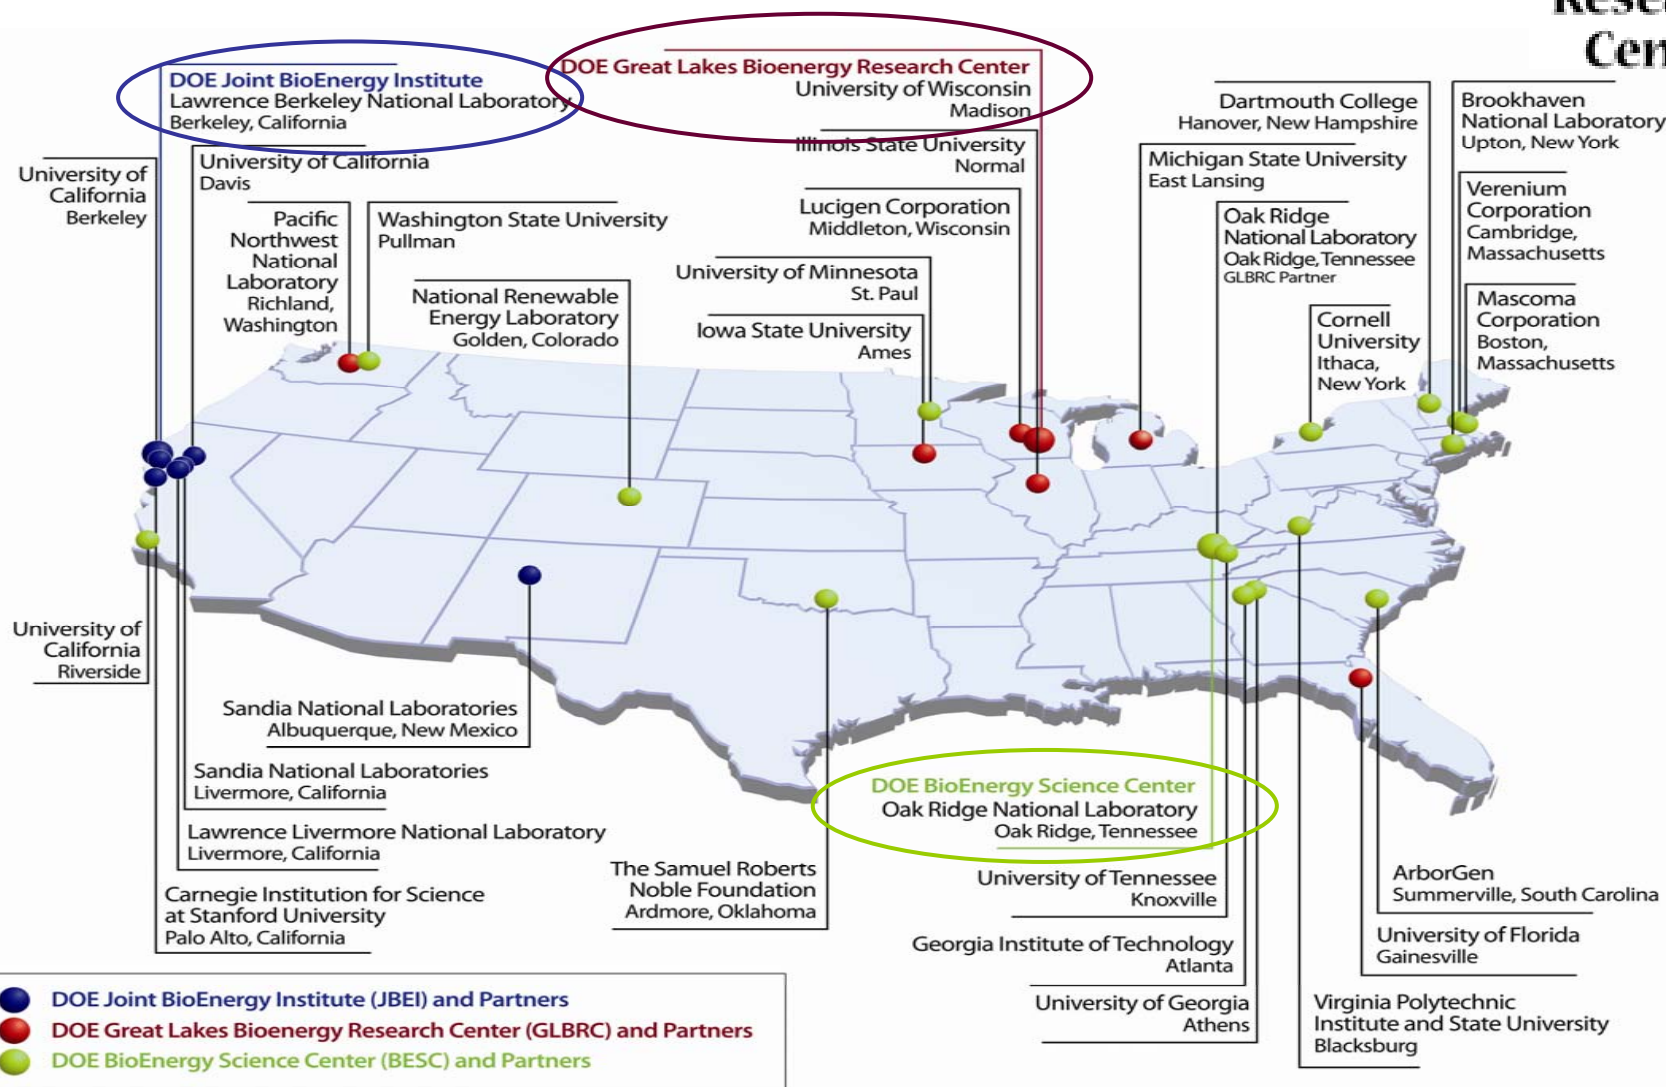 DOE Joint BioEnergy Institute
Lawrence Berkeley National Laboratory
Berkeley, California
DOE Great Lakes Bioenergy Research Center
University of Wisconsin
Madison
Illinois State University
Normal
Dartmouth College
Hanover, New Hampshire
Brookhaven
National Laboratory
Upton, New York
University of
California
Berkeley
University of California
Davis
Michigan State University
East Lansing
Verenium
Corporation
Cambridge,
Massachusetts
Pacific
Northwest
National
Laboratory
Richland,
Washington
Washington State University
Pullman
Lucigen Corporation
Middleton, Wisconsin
Oak Ridge
National Laboratory
Oak Ridge, Tennessee
GLBRC Partner
National Renewable
Energy Laboratory
Golden, Colorado
University of Minnesota
St. Paul
Iowa State University
Ames
Cornell
University
Ithaca,
New York
Mascoma
Corporation
Boston,
Massachusetts
University of
California
Riverside
Sandia National Laboratories
Albuquerque, New Mexico
Sandia National Laboratories
Livermore, California
Lawrence Livermore National Laboratory
Livermore, California
Carnegie Institution for Science
at Stanford University
Palo Alto, California
The Samuel Roberts
Noble Foundation
Ardmore, Oklahoma
DOE BioEnergy Science Center
Oak Ridge National Laboratory
Oak Ridge, Tennessee
University of Tennessee
Knoxville
Georgia Institute of Technology
Atlanta
University of Georgia
Athens
ArborGen
Summerville, South Carolina
University of Florida
Gainesville
Virginia Polytechnic
Institute and State University
Blacksburg
DOE Joint BioEnergy Institute (JBEI) and Partners
DOE Great Lakes Bioenergy Research Center (GLBRC) and Partners
DOE BioEnergy Science Center (BESC) and Partners